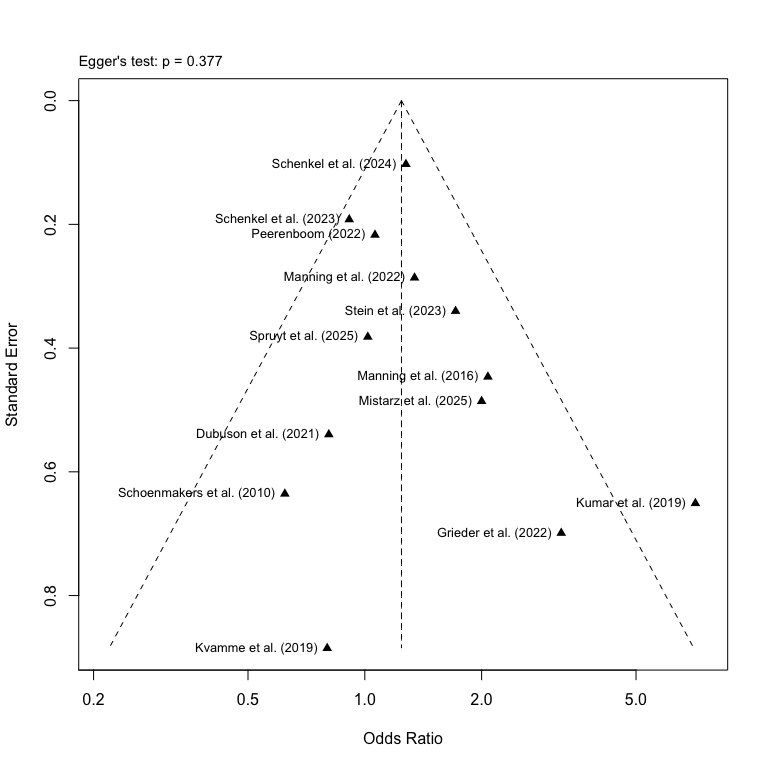 Egger's test: p = 0.377
0.0
Schenkel et al. (2024)
Schenkel et al. (2023)
0.2
Peerenboom (2022)
Manning et al. (2022)
Stein et al. (2023)
Spruyt et al. (2025)
0.4
Manning et al. (2016)
Mistarz et al. (2025)
Dubuson et al. (2021)
0.6
Schoenmakers et al. (2010)
Kumar et al. (2019)
Grieder et al. (2022)
0.8
Kvamme et al. (2019)
Standard Error
0.2 0.5 1.0 2.0 5.0
Odds Ratio